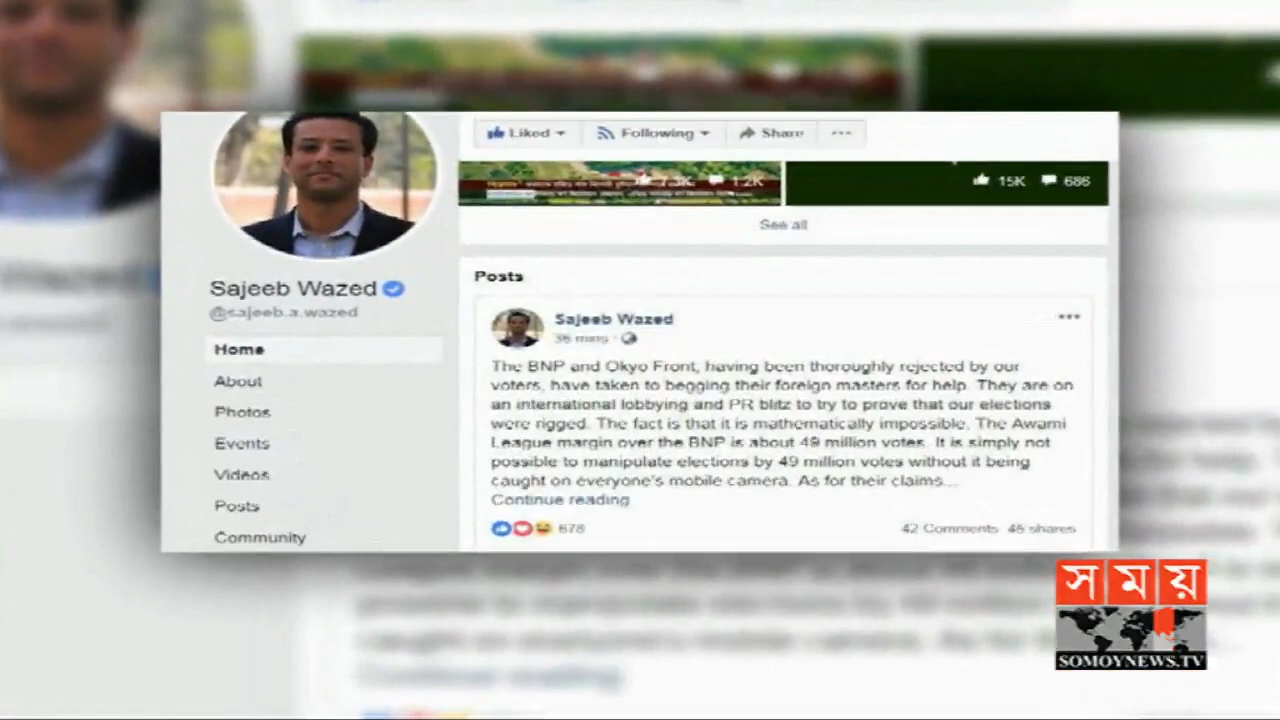 Liked Following Share
7.3K 1.2K
15K 686
See all
Sajeeb Wazed
@sajeeb.a.wazed
Home
About
Photos
Events
Videos
Posts
Community
Posts
Sajeeb Wazed
36 mins
The BNP and Okyo Front, having been thoroughly rejected by our
voters, have taken to begging their foreign masters for help. They are on
an international lobbying and PR blitz to try to prove that our elections
were rigged. The fact is that it is mathematically impossible. The Awami
League margin over the BNP is about 49 million votes. It is simply not
possible to manipulate elections by 49 million votes without it being
caught on everyone's mobile camera. As for their claims...
Continue reading
678
42 Comments 46 shares
সময়
SOMOYNEWS.TV